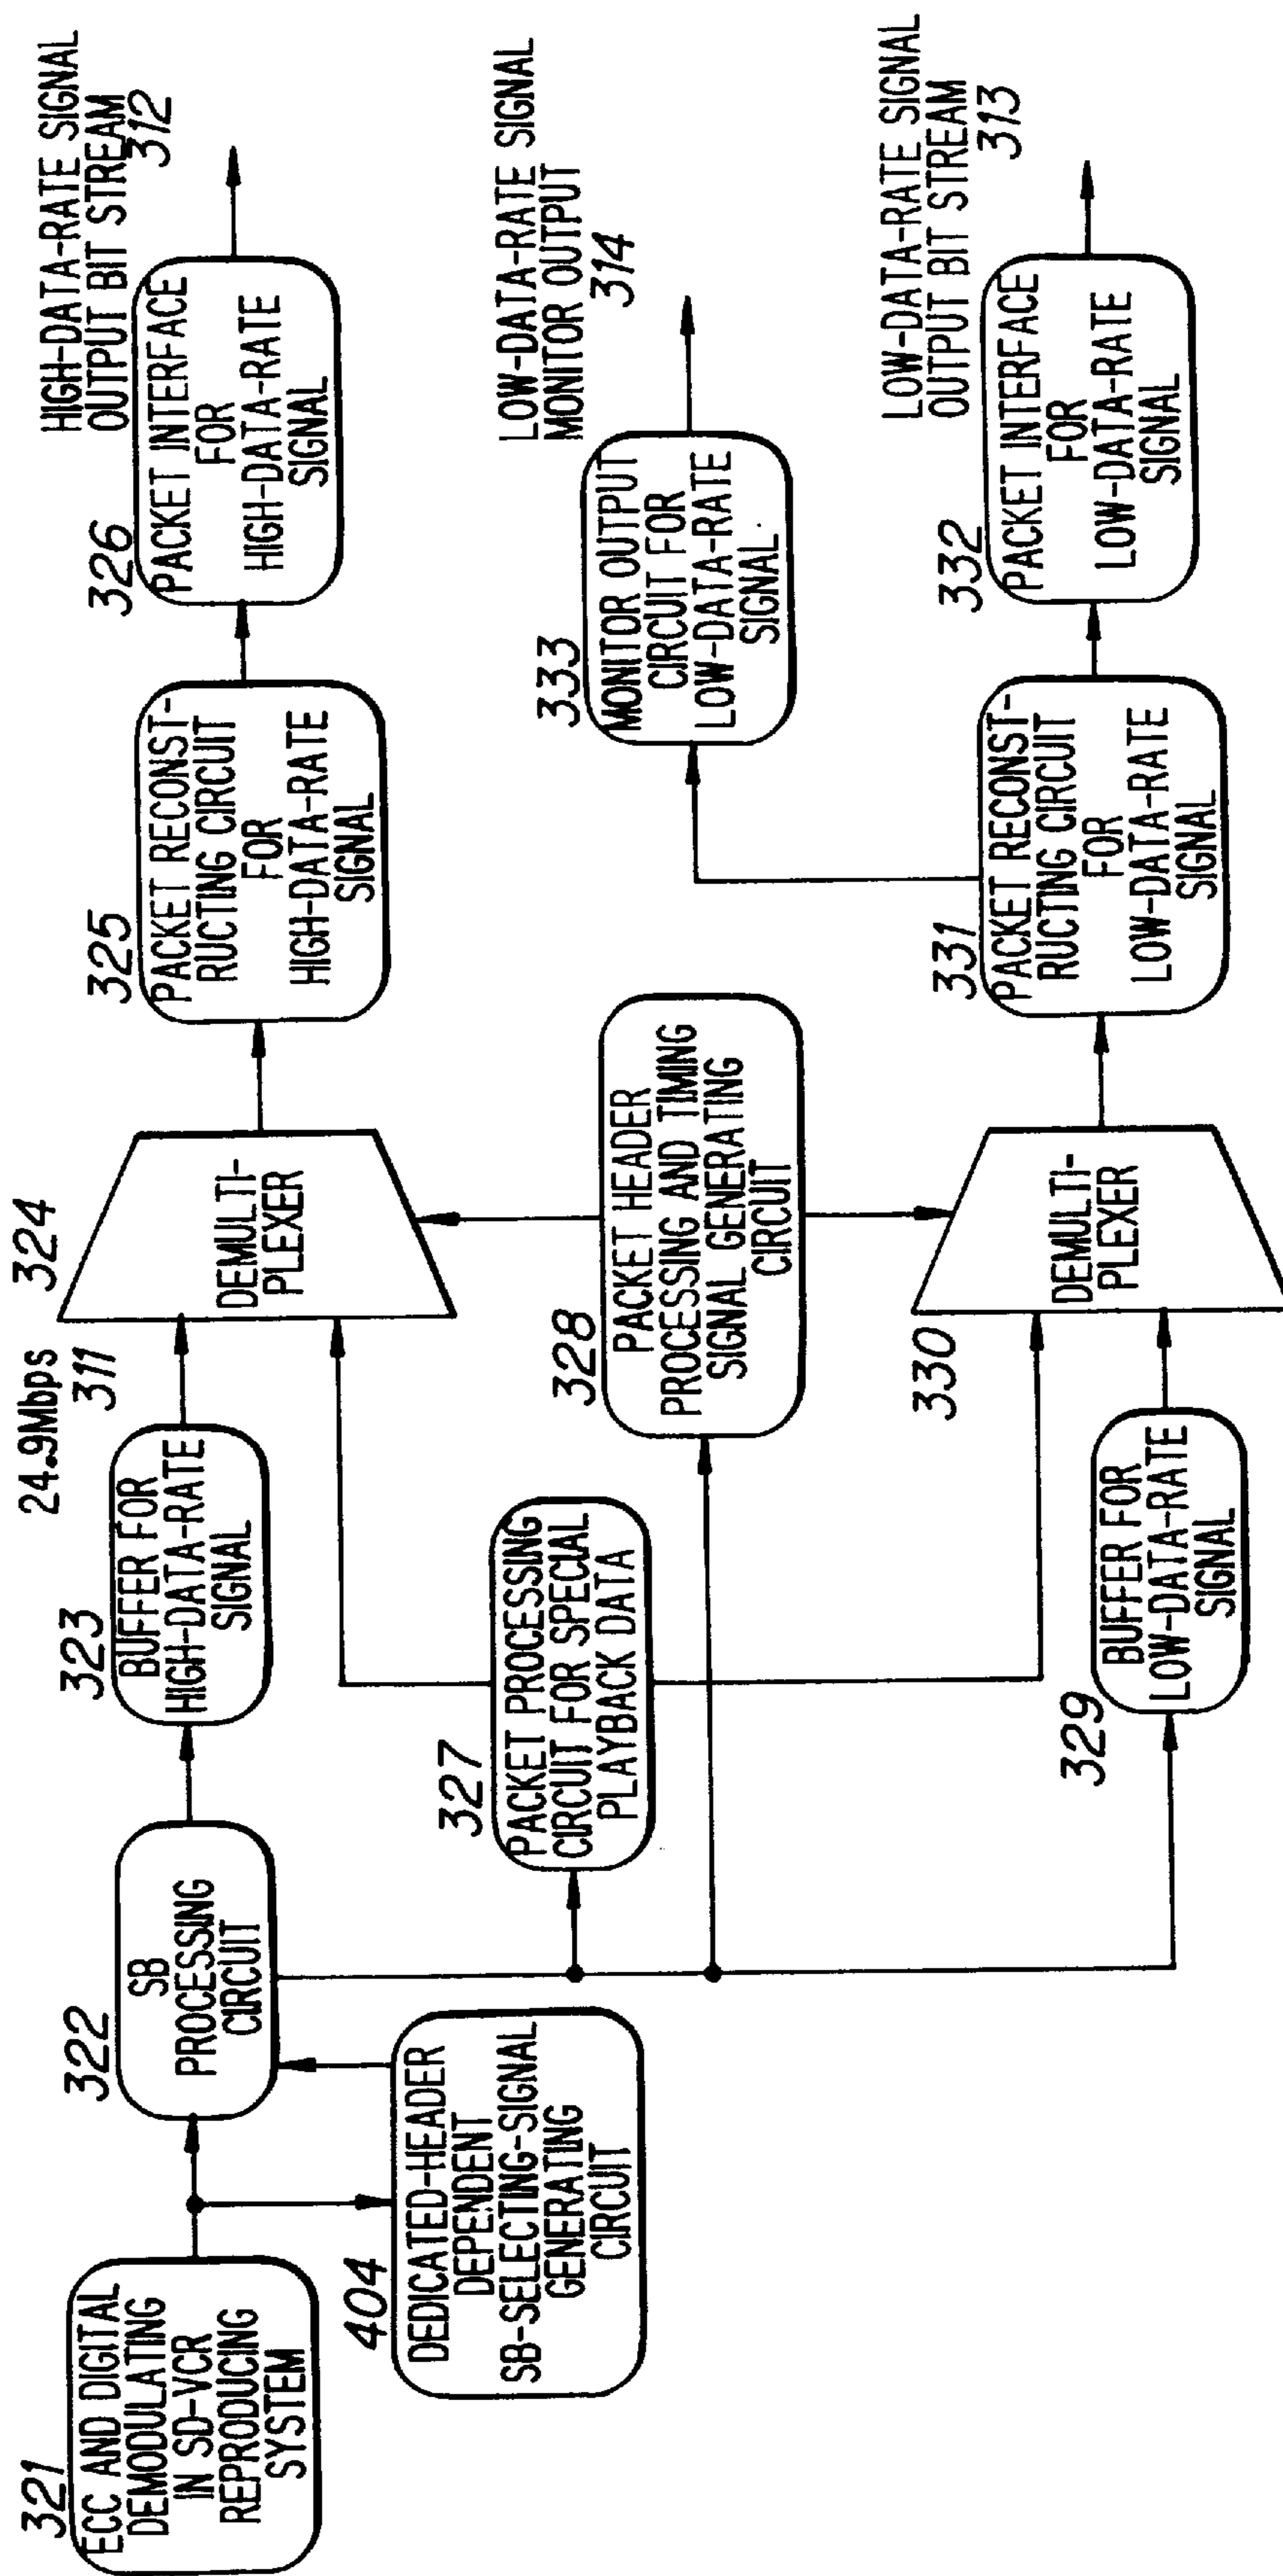 321
ECC AND DIGITAL
DEMODULATING
IN SD-VCR
REPRODUCING
SYSTEM
404
DEDICATED-HEADER
DEPENDENT
SB-SELECTING-SIGNAL
GENERATING
CIRCUIT
322
SB
PROCESSING
CIRCUIT
323
BUFFER FOR
HIGH-DATA-RATE
SIGNAL
24.9Mbps
311
324
DEMULTI-
PLEXER
325
PACKET RECONST-
RUCTING CIRCUIT
FOR
HIGH-DATA-RATE
SIGNAL
326
PACKET INTERFACE
FOR
HIGH-DATA-RATE
SIGNAL
HIGH-DATA-RATE SIGNAL
OUTPUT BIT STREAM
312
327
PACKET PROCESSING
CIRCUIT FOR SPECIAL
PLAYBACK DATA
328
PACKET HEADER
PROCESSING AND TIMING
SIGNAL GENERATING
CIRCUIT
333
MONITOR OUTPUT
CIRCUIT FOR
LOW-DATA-RATE
SIGNAL
LOW-DATA-RATE SIGNAL
MONITOR OUTPUT
314
329
BUFFER FOR
LOW-DATA-RATE
SIGNAL
330
DEMULTI-
PLEXER
331
PACKET RECONST-
RUCTING CIRCUIT
FOR
LOW-DATA-RATE
SIGNAL
332
PACKET INTERFACE
FOR
LOW-DATA-RATE
SIGNAL
LOW-DATA-RATE SIGNAL
OUTPUT BIT STREAM
313